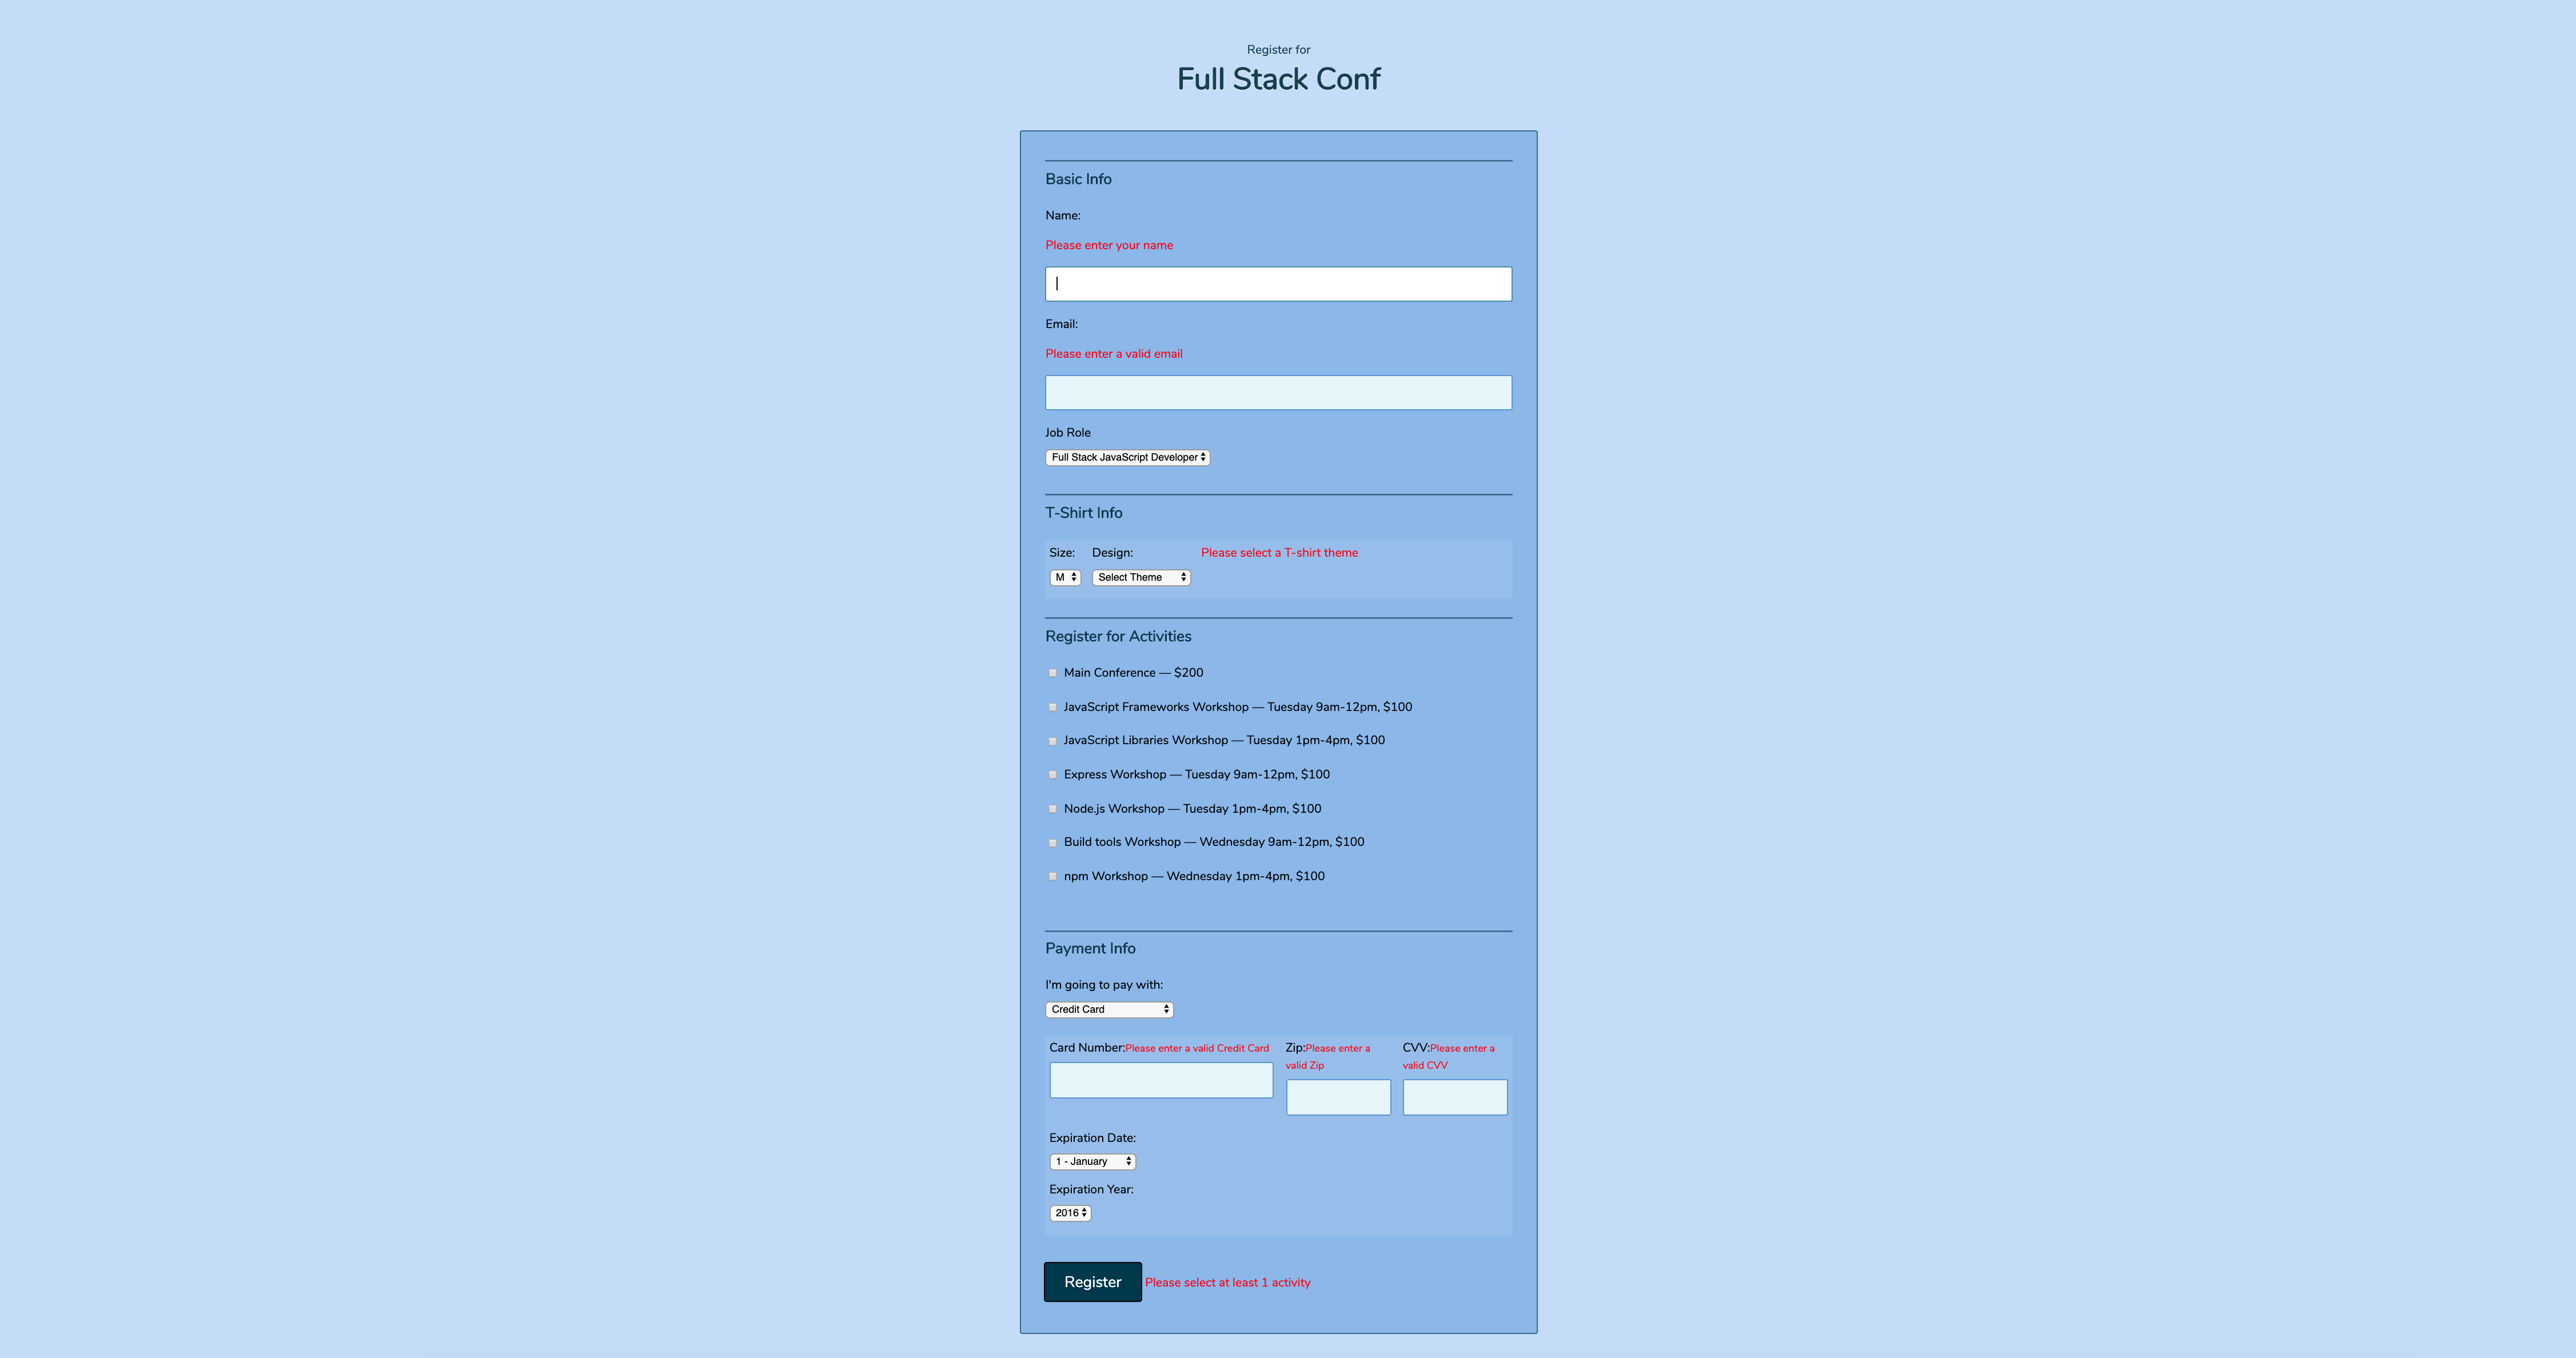 Register for
Full Stack Conf
Basic Info
Name:
Please enter your name
Email:
Please enter a valid email
Job Role
Full Stack JavaScript Developer
T-Shirt Info
Size: Design: Please select a T-shirt theme
M Select Theme
Register for Activities
Main Conference — $200
JavaScript Frameworks Workshop — Tuesday 9am-12pm, $100
JavaScript Libraries Workshop — Tuesday 1pm-4pm, $100
Express Workshop — Tuesday 9am-12pm, $100
Node.js Workshop — Tuesday 1pm-4pm, $100
Build tools Workshop — Wednesday 9am-12pm, $100
npm Workshop — Wednesday 1pm-4pm, $100
Payment Info
I'm going to pay with:
Credit Card
Card Number:Please enter a valid Credit Card
Zip:Please enter a
valid Zip
CVV:Please enter a
valid CVV
Expiration Date:
1 - January
Expiration Year:
2016
Register Please select at least 1 activity